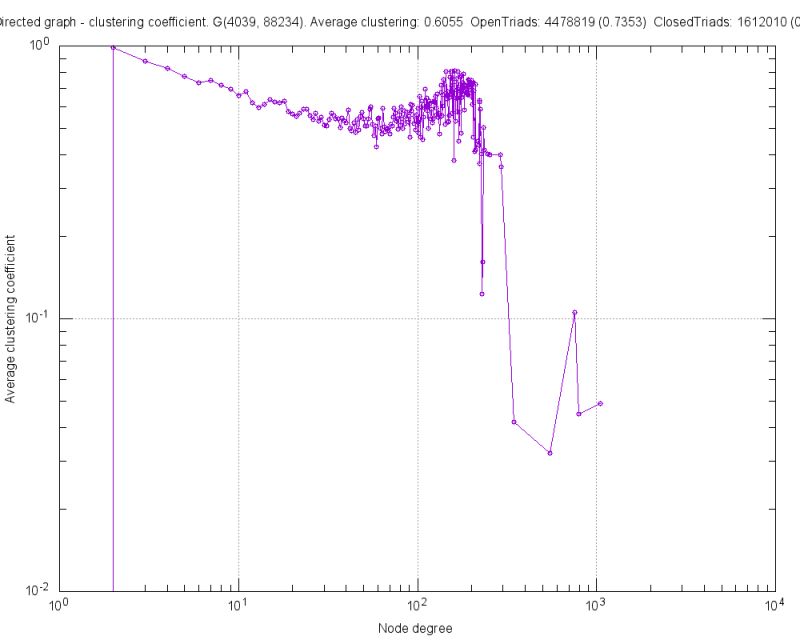 directed graph - clustering coefficient. G(4039, 88234). Average clustering: 0.6055 OpenTriads: 4478819 (0.7353) ClosedTriads: 1612010 (0
10^0
10^-1
10^-2
Average clustering coefficient
10^0 10^1 10^2 10^3 10^4
Node degree